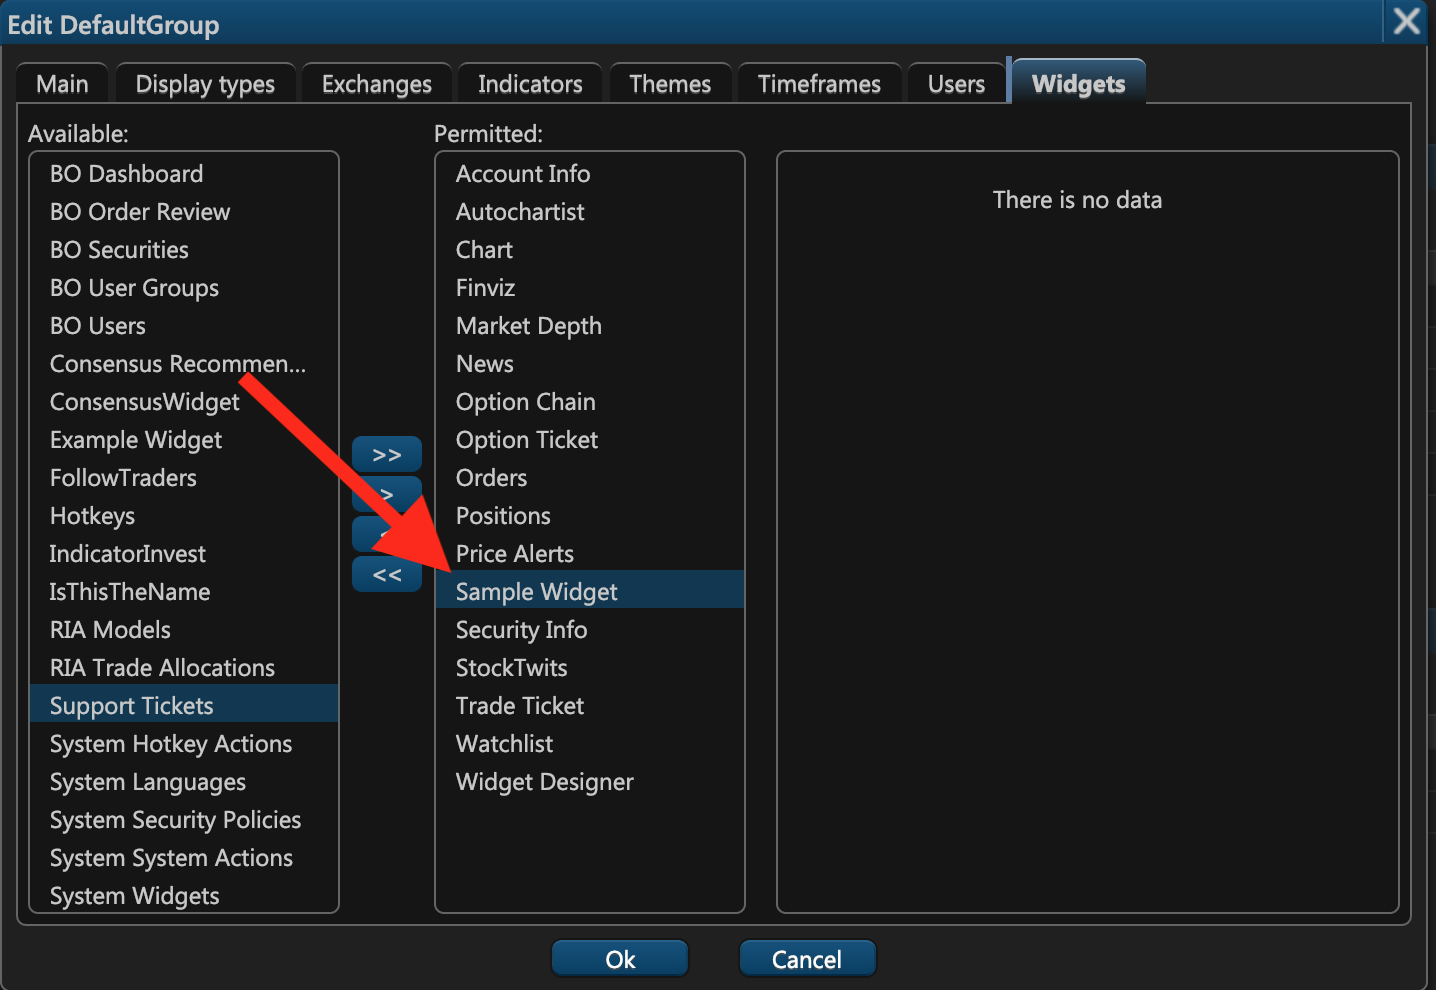 Edit DefaultGroup
Main
Display types
Exchanges
Indicators
Themes
Timeframes
Users
Widgets
Available:
BO Dashboard
BO Order Review
BO Securities
BO User Groups
BO Users
Consensus Recommen...
ConsensusWidget
Example Widget
FollowTraders
Hotkeys
IndicatorInvest
IsThisTheName
RIA Models
RIA Trade Allocations
Support Tickets
System Hotkey Actions
System Languages
System Security Policies
System System Actions
System Widgets
>>
>
<<
Permitted:
Account Info
Autochartist
Chart
Finviz
Market Depth
News
Option Chain
Option Ticket
Orders
Positions
Price Alerts
Sample Widget
Security Info
StockTwits
Trade Ticket
Watchlist
Widget Designer
There is no data
Ok
Cancel